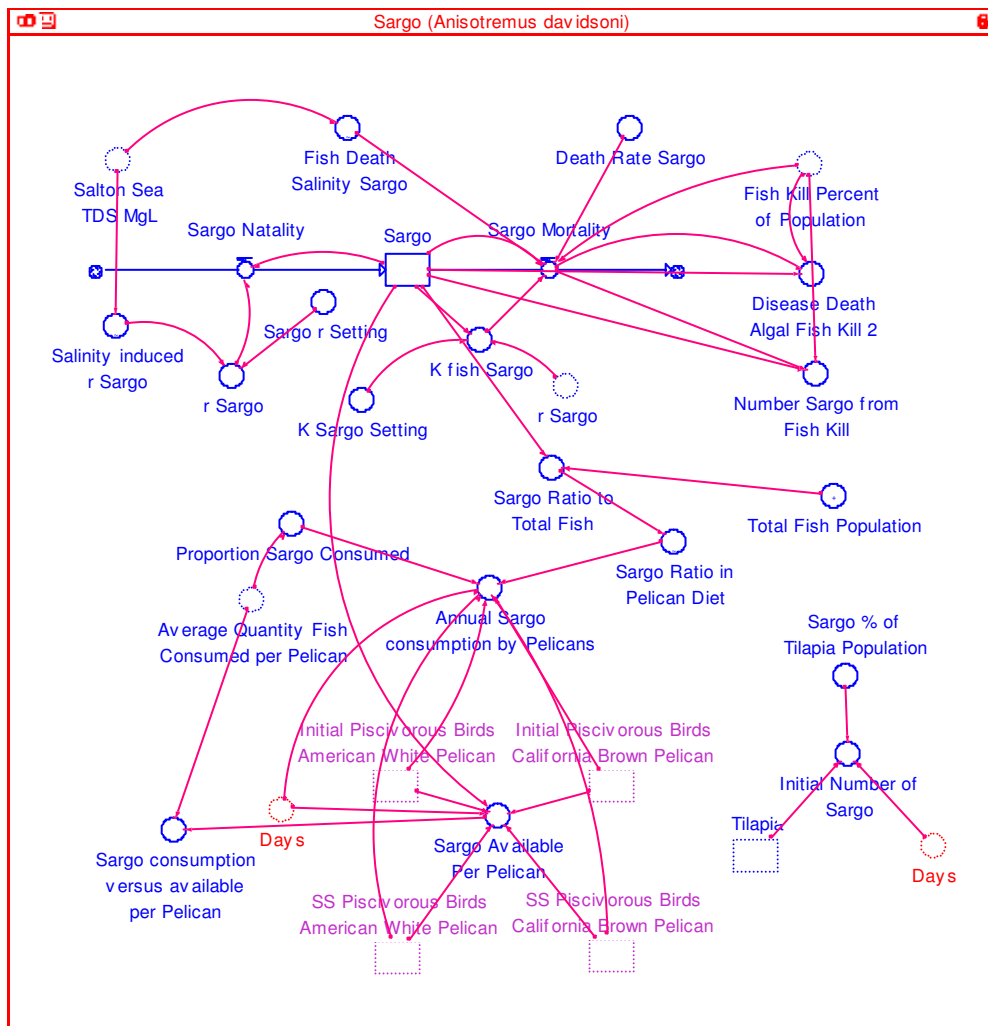 Sargo (Anisotremus davidsoni)
Fish Death
Salinity Sargo
Death Rate Sargo
Salton Sea
TDS MgL
Fish Kill Percent
of Population
Sargo Natality
Sargo
Sargo Mortality
Disease Death
Algal Fish Kill 2
Sargo r Setting
Salinity induced
r Sargo
r Sargo
K fish Sargo
r Sargo
K Sargo Setting
Number Sargo from
Fish Kill
Sargo Ratio to
Total Fish
Total Fish Population
Proportion Sargo Consumed
Sargo Ratio in
Pelican Diet
Average Quantity Fish
Consumed per Pelican
Annual Sargo
consumption by Pelicans
Sargo % of
Tilapia Population
Initial Piscivorous Birds
American White Pelican
Initial Piscivorous Birds
California Brown Pelican
Initial Number of
Sargo
Tilapia
Days
Days
Sargo consumption
versus available
per Pelican
Sargo Available
Per Pelican
SS Piscivorous Birds
American White Pelican
SS Piscivorous Birds
California Brown Pelican